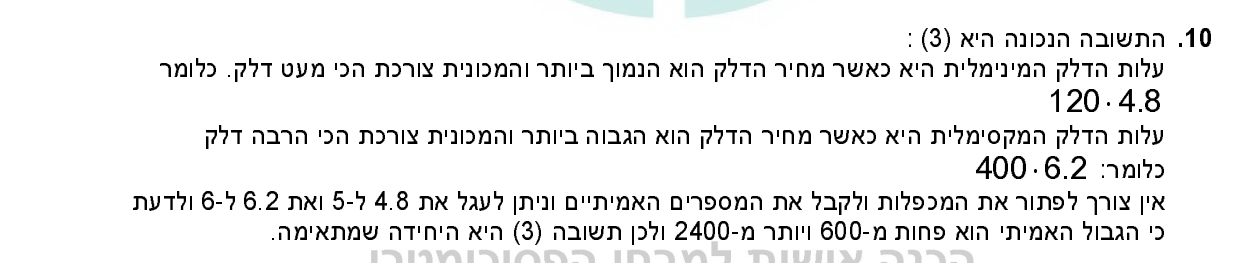 10. התשובה הנכונה היא (3) :
עלות הדלק המינימלית היא כאשר מחיר הדלק הוא הנמוך ביותר והמכונית צורכת הכי מעט דלק. כלומר
120 · 4.8
עלות הדלק המקסימלית היא כאשר מחיר הדלק הוא הגבוה ביותר והמכונית צורכת הכי הרבה דלק
כלומר: 400 · 6.2
אין צורך לפתור את המכפלות ולקבל את המספרים האמיתיים וניתן לעגל את 4.8 ל-5 ואת 6.2 ל-6 ולדעת
כי הגבול האמיתי הוא פחות מ-600 ויותר מ-2400 ולכן תשובה (3) היא היחידה שמתאימה.
הכנה אישית למבחן הפסיכומטרי